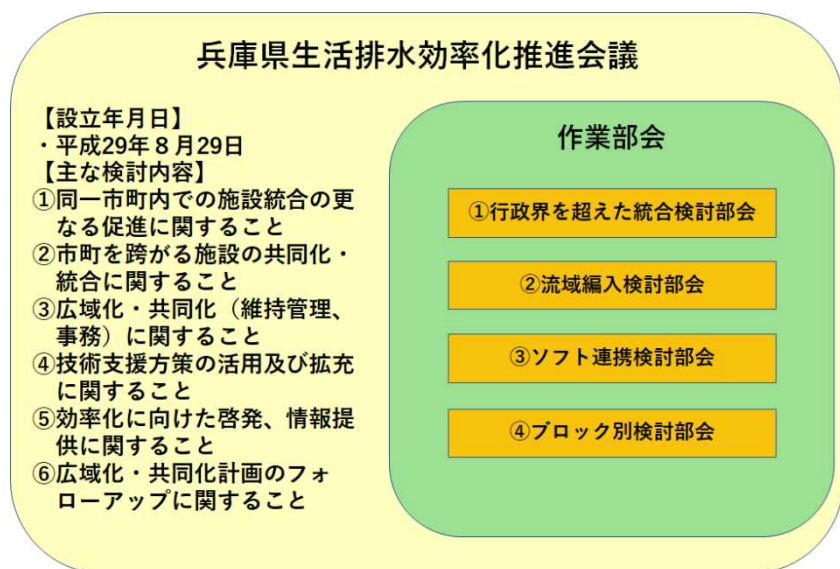 兵庫県生活排水効率化推進会議
【設立年月日】
・平成29年8月29日
【主な検討内容】
①同一市町内での施設統合の更
なる促進に関すること
②市町を跨がる施設の共同化・
統合に関すること
③広域化・共同化（維持管理、
事務）に関すること
④技術支援方策の活用及び拡充
に関すること
⑤効率化に向けた啓発、情報提
供に関すること
⑥広域化・共同化計画のフォ
ローアップに関すること
作業部会
①行政界を超えた統合検討部会
②流域編入検討部会
③ソフト連携検討部会
④ブロック別検討部会